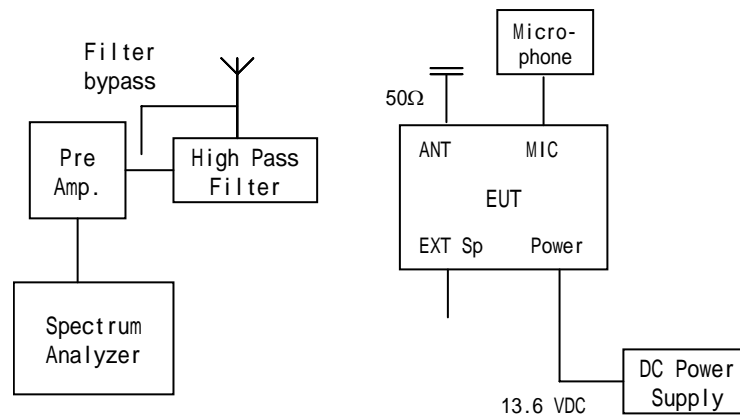 Filter
bypass
Pre
Amp.
High Pass
Filter
Spectrum
Analyzer
Micro-
phone
50Ω
ANT MIC
EUT
EXT Sp Power
13.6 VDC
DC Power
Supply